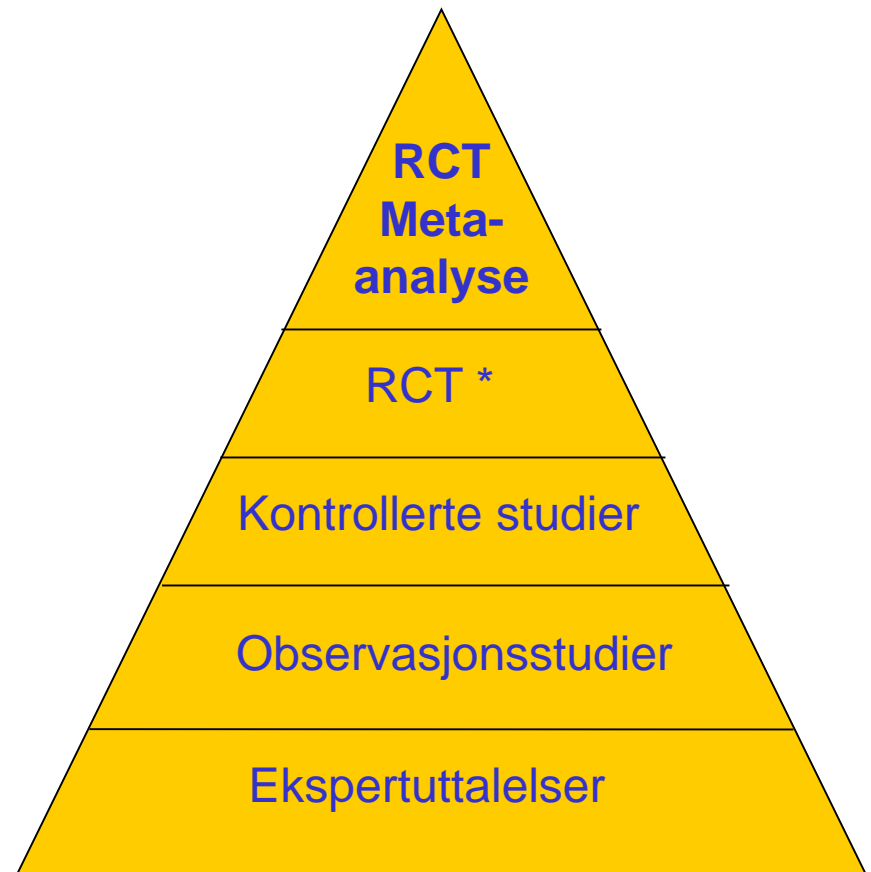 RCT
Meta-
analyse
RCT *
Kontrollerte studier
Observasjonsstudier
Ekspertuttalelser